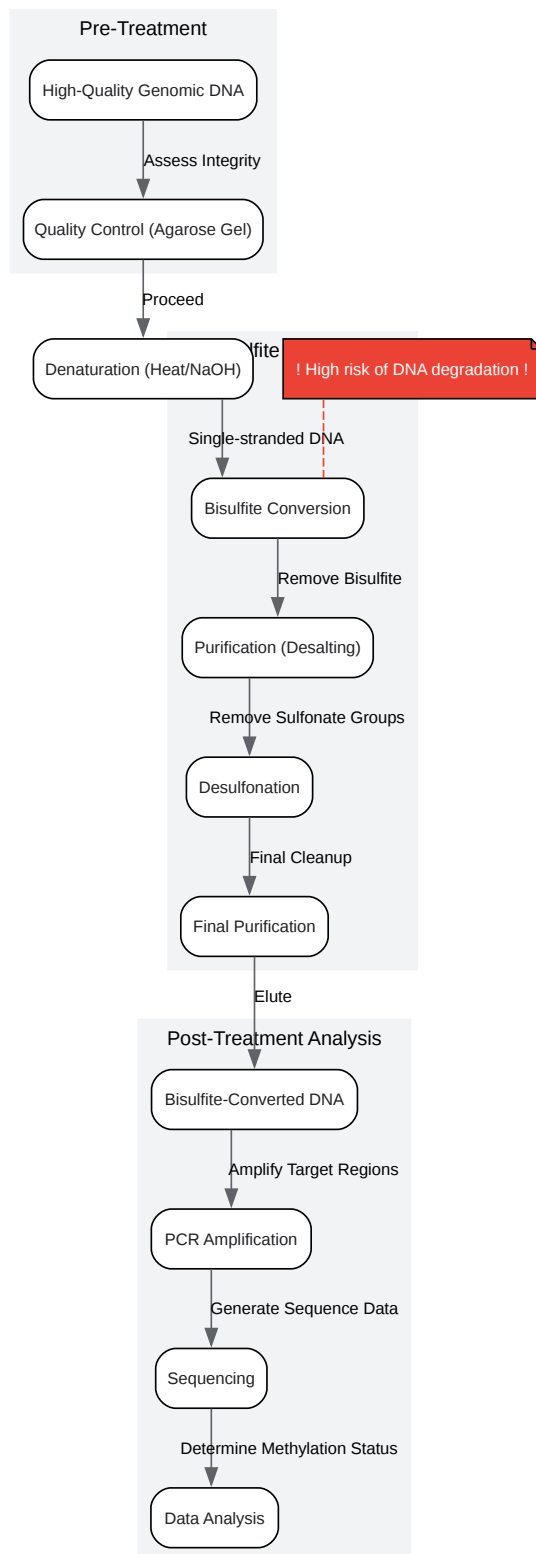 Pre-Treatment
High-Quality Genomic DNA
Assess Integrity
Quality Control (Agarose Gel)
Proceed
Denaturation (Heat/NaOH)
! High risk of DNA degradation !
Single-stranded DNA
Bisulfite Conversion
Remove Bisulfite
Purification (Desalting)
Remove Sulfonate Groups
Desulfonation
Final Cleanup
Final Purification
Elute
Post-Treatment Analysis
Bisulfite-Converted DNA
Amplify Target Regions
PCR Amplification
Generate Sequence Data
Sequencing
Determine Methylation Status
Data Analysis